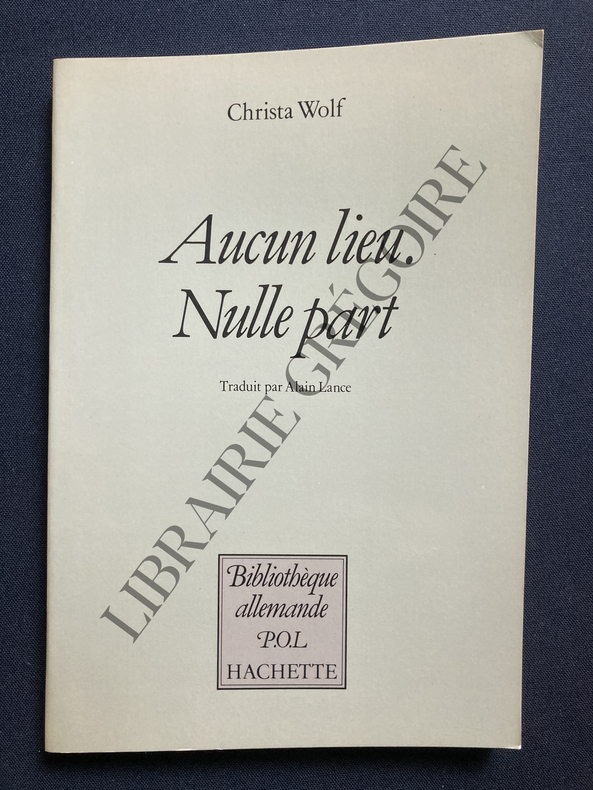 Christa Wolf
Aucun lieu.
Nulle part
Traduit par Alain Lance
LIBRAIRIE GRÉGOIRE
Bibliothèque
allemande
P.O.L
HACHETTE